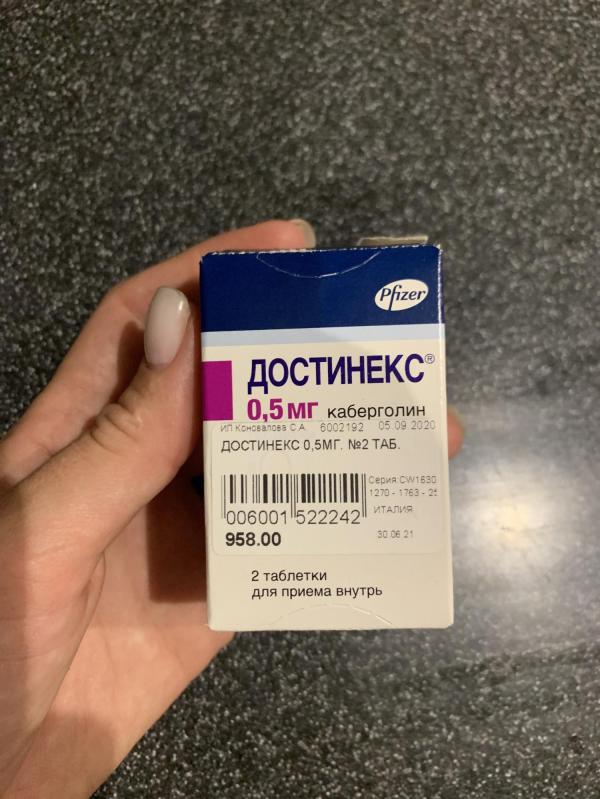 Pfizer
ДОСТИНЕКС®
0,5 мг каберголин
ИП Коновалова С.А. 6002192 05.09.2020
ДОСТИНЕКС 0,5МГ. №2 ТАБ.
Серия:CW1630
1270 - 1763 -
006001 522242
ИТАЛИЯ
958.00
30.06.21
2 таблетки
для приема внутрь